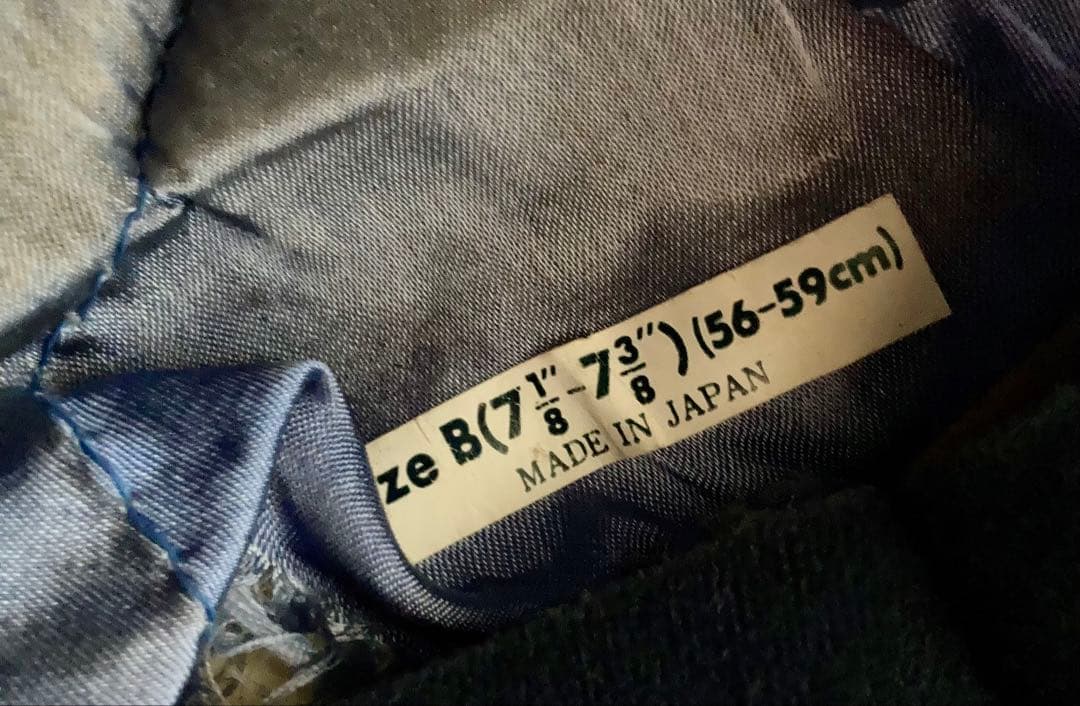 ze B(7 1/8"-7 3/8") (56-59cm)
MADE IN JAPAN